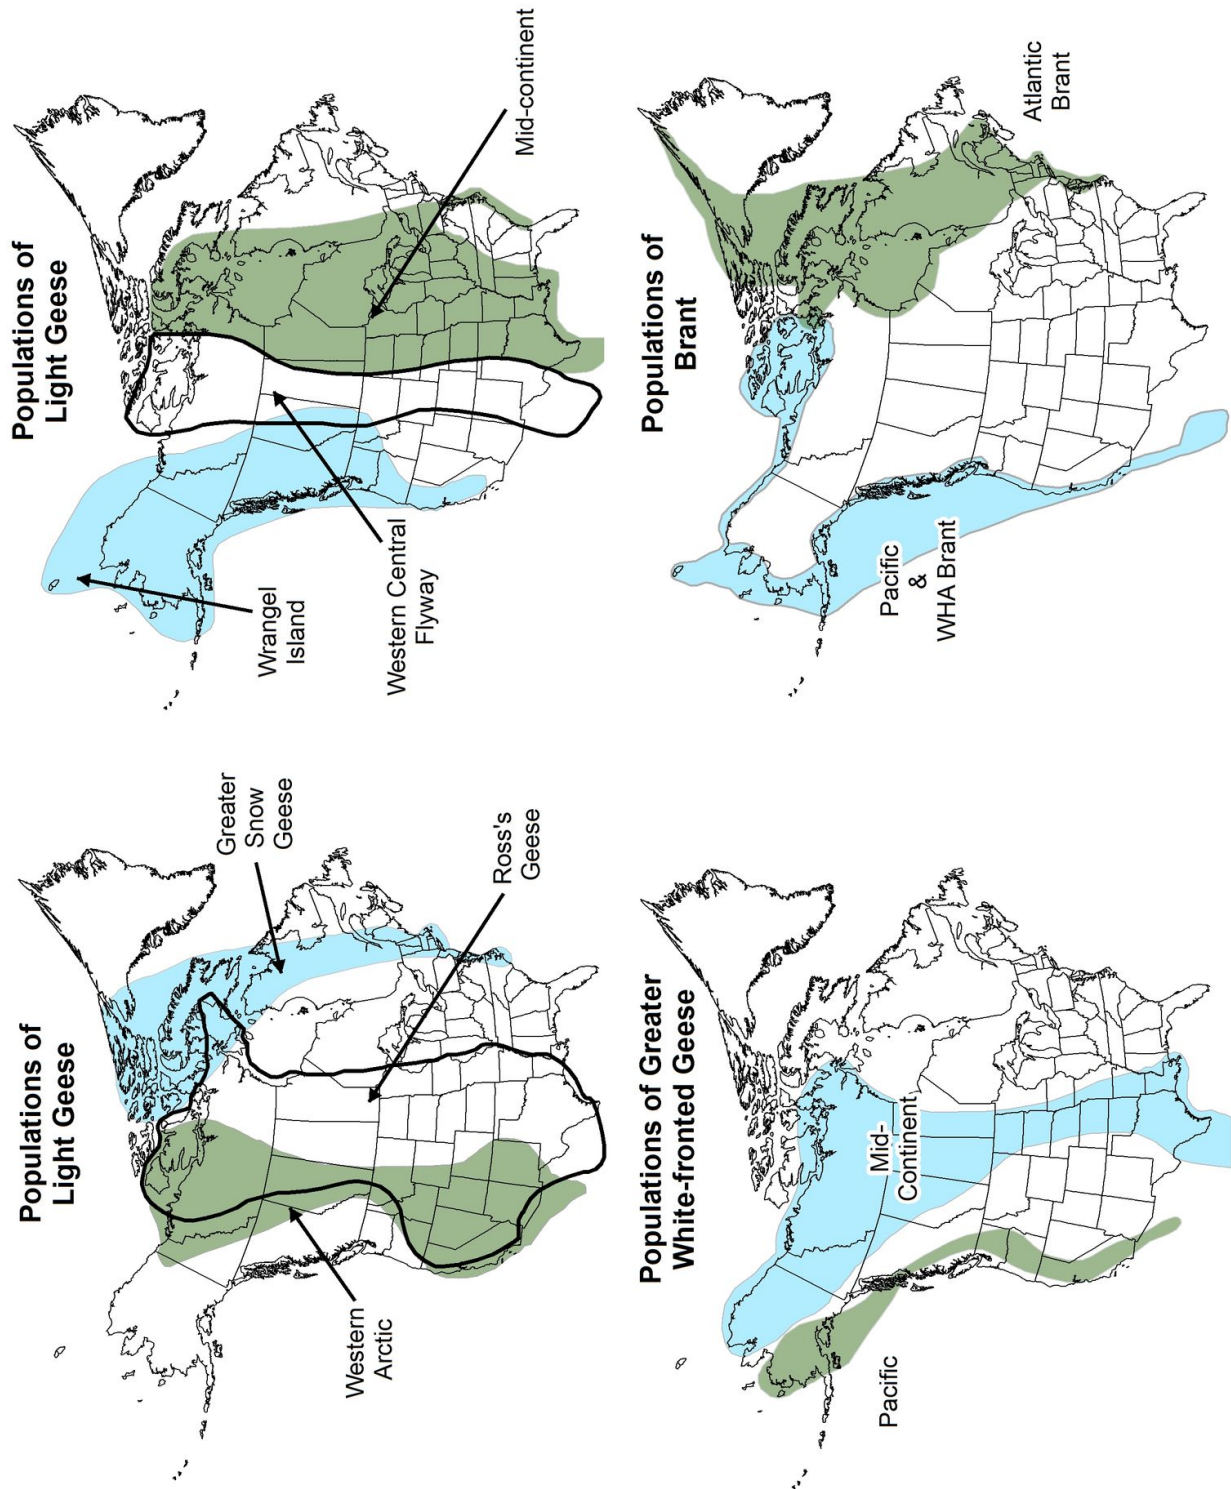 Populations of
Light Geese
Greater
Snow
Geese
Ross's
Geese
Western
Arctic
Populations of
Light Geese
Mid-continent
Wrangel
Island
Western Central
Flyway
Populations of Greater
White-fronted Geese
Mid-
Continent
Pacific
Populations of
Brant
Atlantic
Brant
Pacific
&
WHA Brant